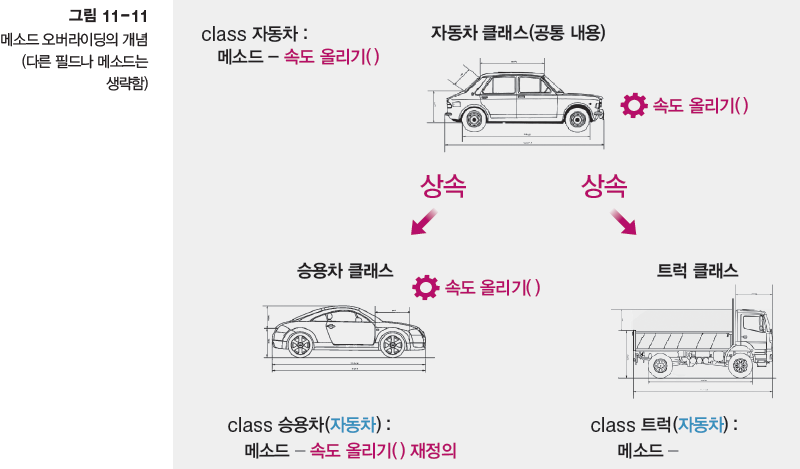 그림 11-11
메소드 오버라이딩의 개념
(다른 필드나 메소드는
생략함)
class 자동차 :
메소드 – 속도 올리기( )
자동차 클래스(공통 내용)
속도 올리기( )
상속
상속
승용차 클래스
속도 올리기( )
트럭 클래스
class 승용차(자동차) :
메소드 – 속도 올리기( ) 재정의
class 트럭(자동차) :
메소드 –